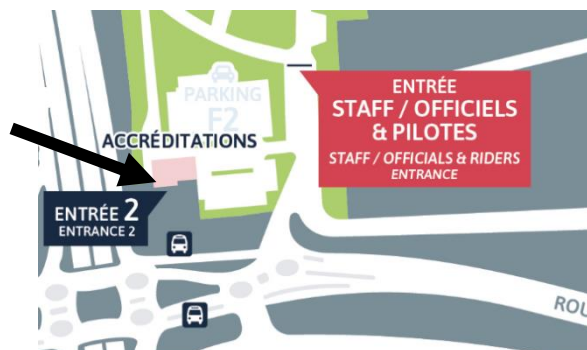 PARKING
F2
ACCRÉDITATIONS
ENTRÉE 2
ENTRANCE 2
ENTRÉE
STAFF / OFFICIELS
& PILOTES
STAFF / OFFICIALS & RIDERS
ENTRANCE
ROU